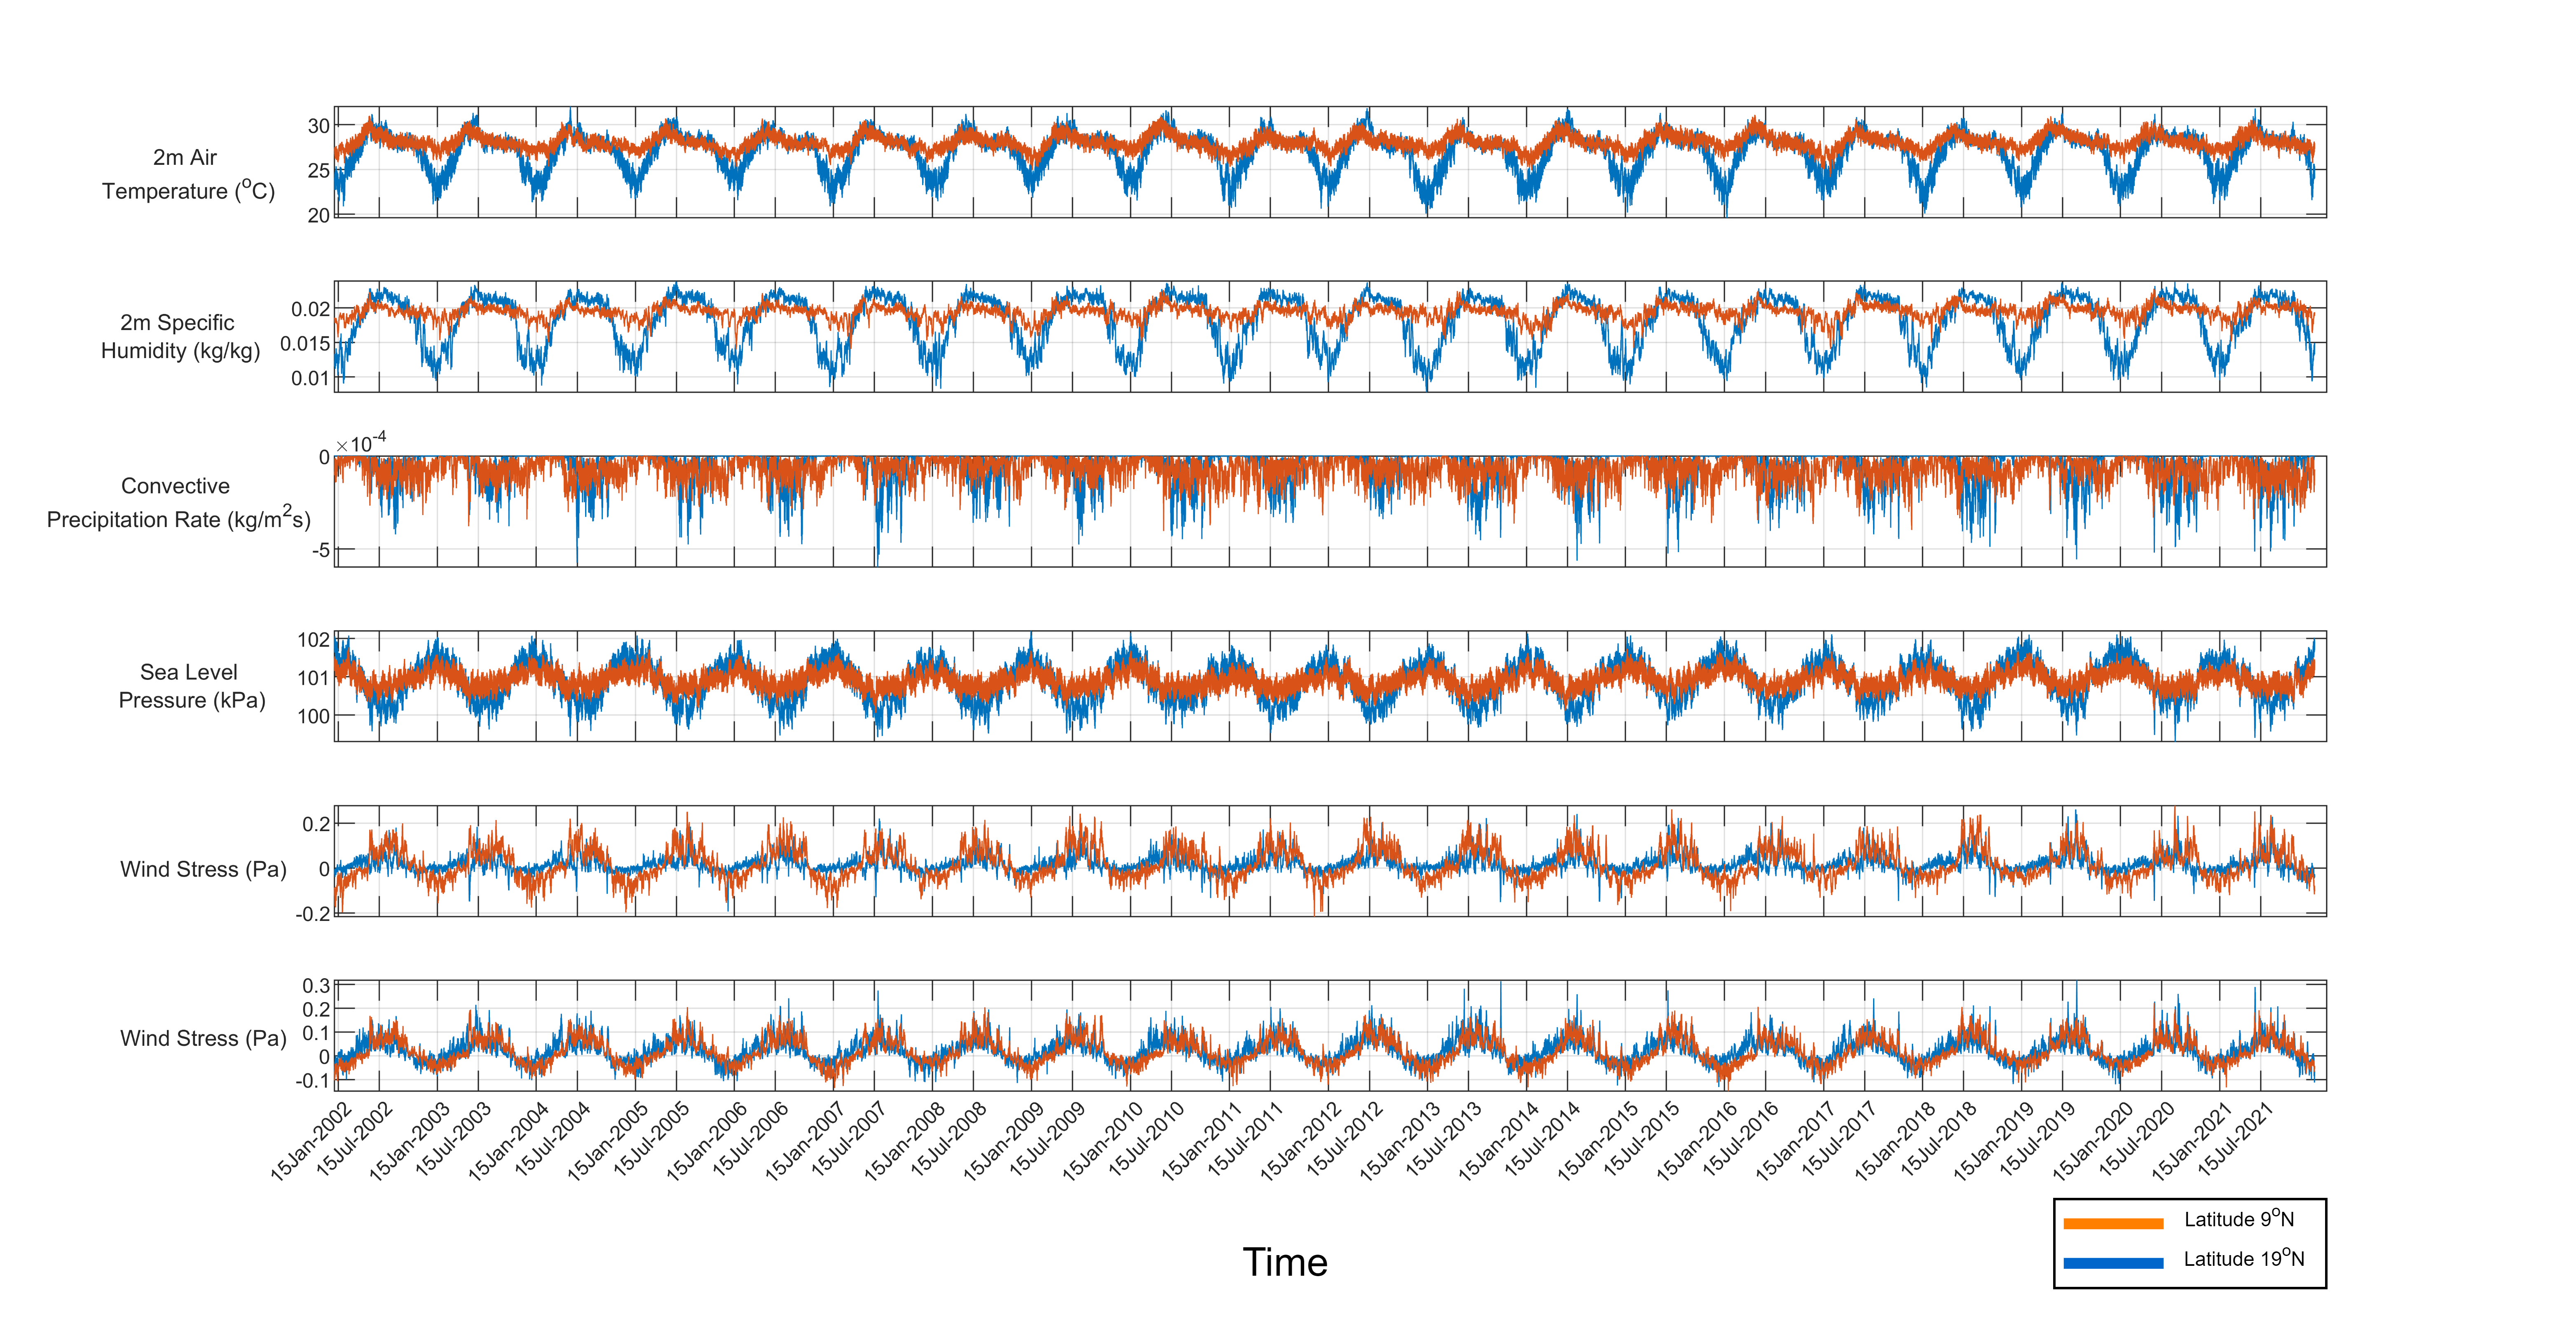 30
25
20
2m Air
Temperature (°C)
0.02
0.015
0.01
2m Specific
Humidity (kg/kg)
×10⁻⁴
0
-5
Convective
Precipitation Rate (kg/m²s)
102
101
100
Sea Level
Pressure (kPa)
0.2
0
-0.2
Wind Stress (Pa)
0.3
0.2
0.1
0
-0.1
Wind Stress (Pa)
15Jan-2002
15Jul-2002
15Jan-2003
15Jul-2003
15Jan-2004
15Jul-2004
15Jan-2005
15Jul-2005
15Jan-2006
15Jul-2006
15Jan-2007
15Jul-2007
15Jan-2008
15Jul-2008
15Jan-2009
15Jul-2009
15Jan-2010
15Jul-2010
15Jan-2011
15Jul-2011
15Jan-2012
15Jul-2012
15Jan-2013
15Jul-2013
15Jan-2014
15Jul-2014
15Jan-2015
15Jul-2015
15Jan-2016
15Jul-2016
15Jan-2017
15Jul-2017
15Jan-2018
15Jul-2018
15Jan-2019
15Jul-2019
15Jan-2020
15Jul-2020
15Jan-2021
15Jul-2021
Time
Latitude 9°N
Latitude 19°N